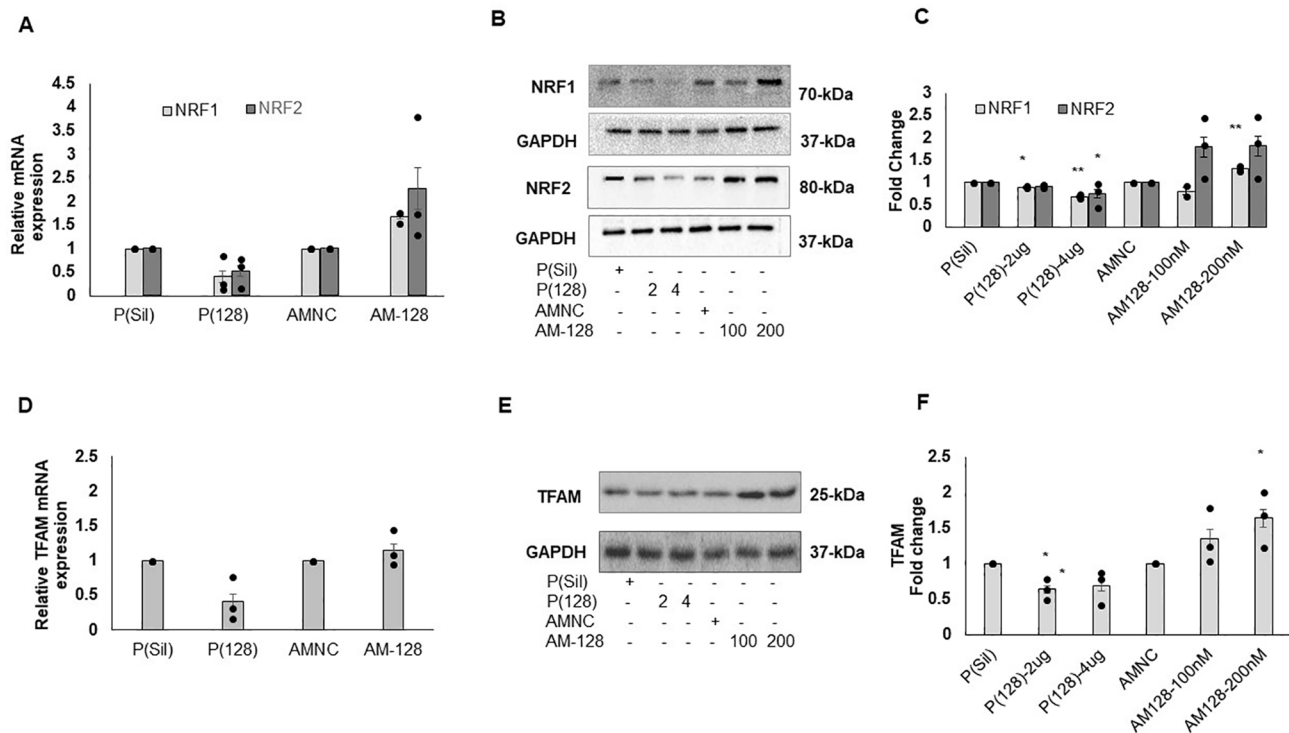 A
4.5
4
3.5
3
2.5
2
1.5
1
0.5
0
Relative mRNA
expression
NRF1 NRF2
P(Sil) P(128) AMNC AM-128
B
NRF1 70-kDa
GAPDH 37-kDa
NRF2 80-kDa
GAPDH 37-kDa
P(Sil) + - - - - -
P(128) - 2 4 - - -
AMNC - - - + - -
AM-128 - - - - 100 200
C
3
2.5
2
1.5
1
0.5
0
Fold Change
NRF1 NRF2
* ** * **
P(Sil) P(128)-2ug P(128)-4ug AMNC AM128-100nM AM128-200nM
D
2.5
2
1.5
1
0.5
0
Relative TFAM mRNA
expression
P(Sil) P(128) AMNC AM-128
E
TFAM 25-kDa
GAPDH 37-kDa
P(Sil) + - - - - -
P(128) - 2 4 - - -
AMNC - - - + - -
AM-128 - - - - 100 200
F
2.5
2
1.5
1
0.5
0
TFAM
Fold change
* * *
P(Sil) P(128)-2ug P(128)-4ug AMNC AM128-100nM AM128-200nM